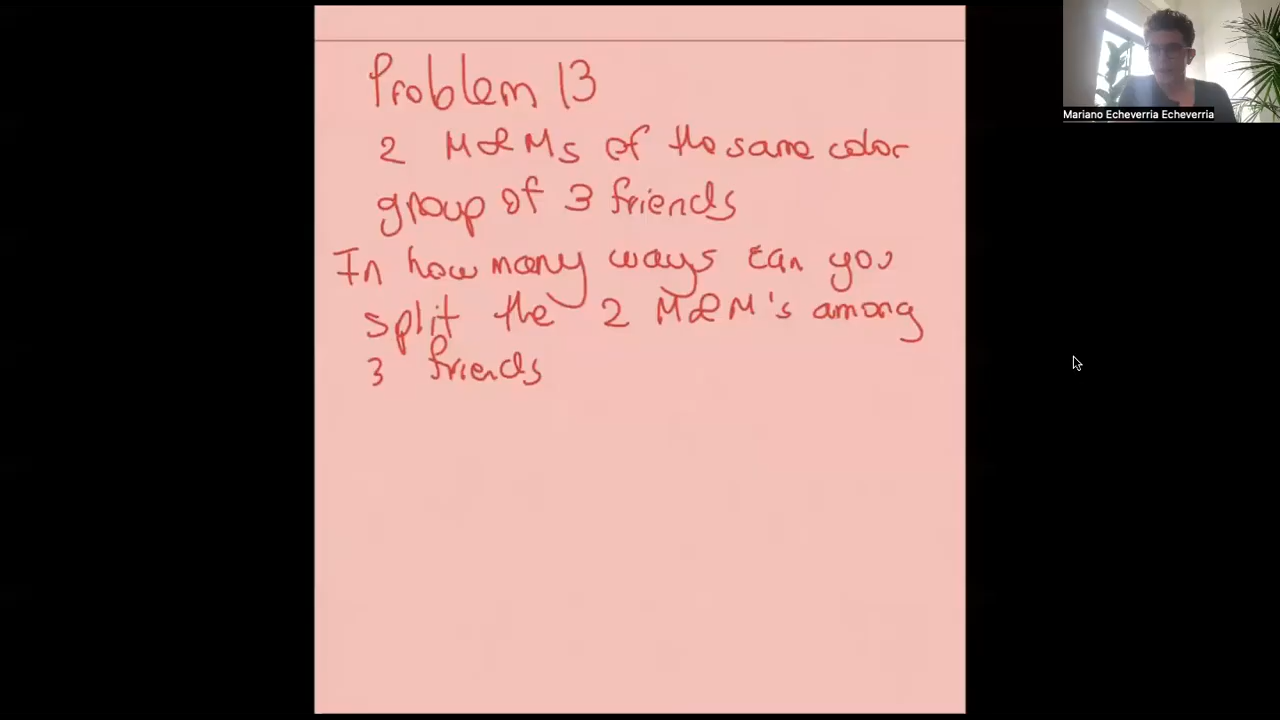 Problem 13
2 M&Ms of the same color
group of 3 friends
In how many ways can you
split the 2 M&M's among
3 friends
Mariano Echeverria Echeverria